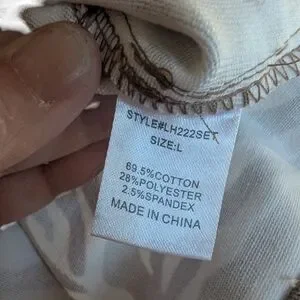 STYLE#LH222SET
SIZE:L
69.5%COTTON
28%POLYESTER
2.5%SPANDEX
MADE IN CHINA